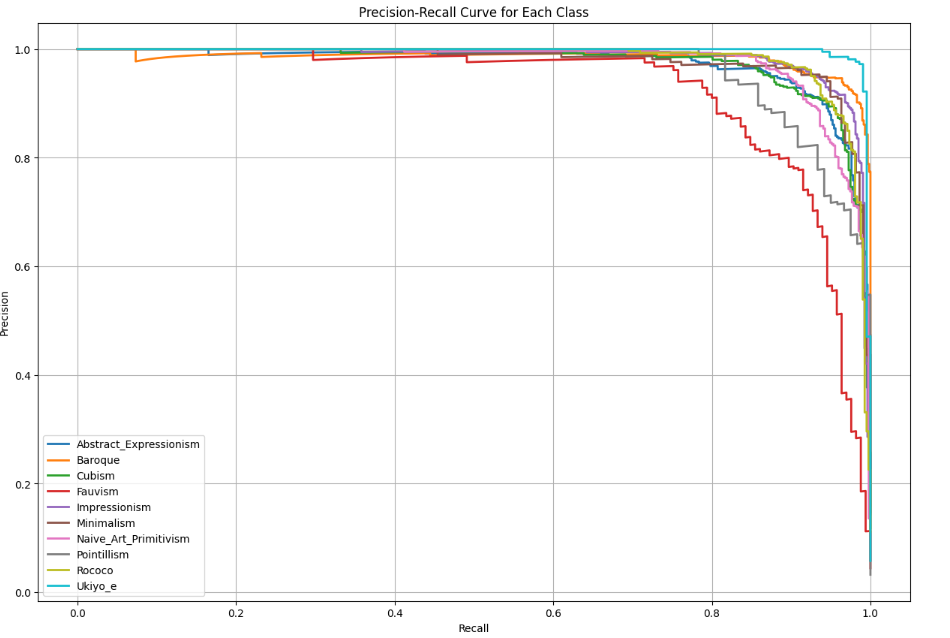 Precision-Recall Curve for Each Class
1.0
0.8
0.6
0.4
0.2
0.0
Precision
Abstract_Expressionism
Baroque
Cubism
Fauvism
Impressionism
Minimalism
Naive_Art_Primitivism
Pointillism
Rococo
Ukiyo_e
0.0 0.2 0.4 0.6 0.8 1.0
Recall